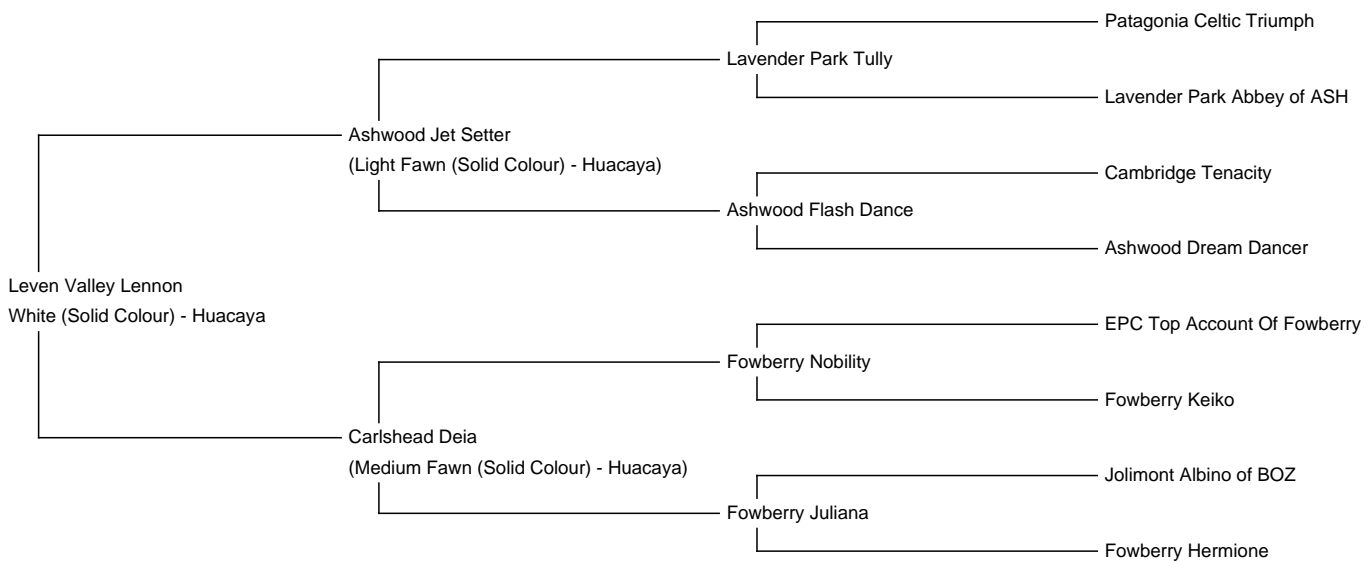 Patagonia Celtic Triumph
Lavender Park Tully
Lavender Park Abbey of ASH
Ashwood Jet Setter
(Light Fawn (Solid Colour) - Huacaya)
Cambridge Tenacity
Ashwood Flash Dance
Ashwood Dream Dancer
Leven Valley Lennon
White (Solid Colour) - Huacaya
EPC Top Account Of Fowberry
Fowberry Nobility
Fowberry Keiko
Carlshead Deia
(Medium Fawn (Solid Colour) - Huacaya)
Jolimont Albino of BOZ
Fowberry Juliana
Fowberry Hermione